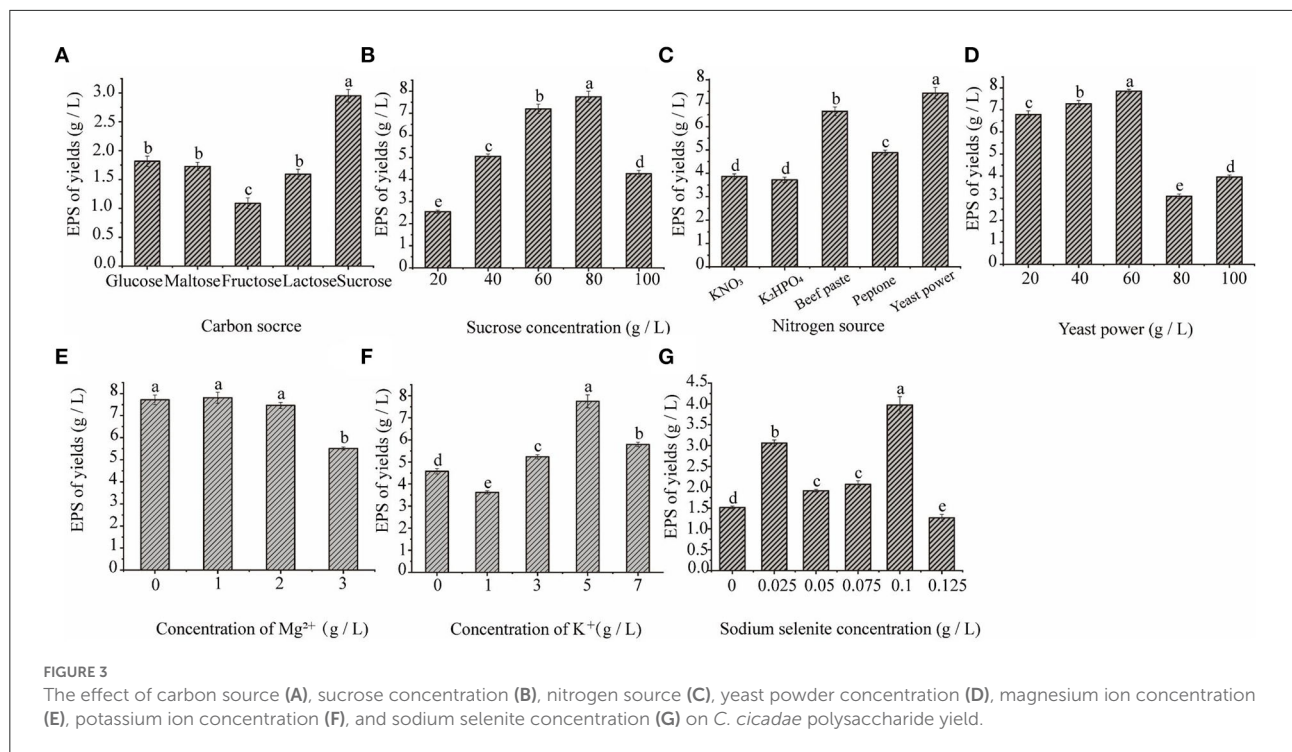 A
EPS of yields (g / L)
3.0
2.5
2.0
1.5
1.0
0.5
0.0
b
b
c
b
a
Glucose Maltose Fructose Lactose Sucrose
Carbon socrce
B
EPS of yields (g / L)
8
7
6
5
4
3
2
1
0
e
c
b
a
d
20 40 60 80 100
Sucrose concentration (g / L)
C
EPS of yields (g / L)
8
7
6
5
4
3
2
1
0
d
d
b
c
a
KNO₃ K₂HPO₄ Beef paste Peptone Yeast power
Nitrogen source
D
EPS of yields (g / L)
8
7
6
5
4
3
2
1
0
c
b
a
e
d
20 40 60 80 100
Yeast power (g / L)
E
EPS of yields (g / L)
8
7
6
5
4
3
2
1
0
a
a
a
b
0 1 2 3
Concentration of Mg²⁺ (g / L)
F
EPS of yields (g / L)
8
7
6
5
4
3
2
1
0
d
e
c
a
b
0 1 3 5 7
Concentration of K⁺(g / L)
G
EPS of yields (g / L)
4.5
4.0
3.0
2.5
2.0
1.5
1.0
0.0
d
b
c
c
a
e
0 0.025 0.05 0.075 0.1 0.125
Sodium selenite concentration (g / L)
FIGURE 3
The effect of carbon source (A), sucrose concentration (B), nitrogen source (C), yeast powder concentration (D), magnesium ion concentration
(E), potassium ion concentration (F), and sodium selenite concentration (G) on C. cicadae polysaccharide yield.